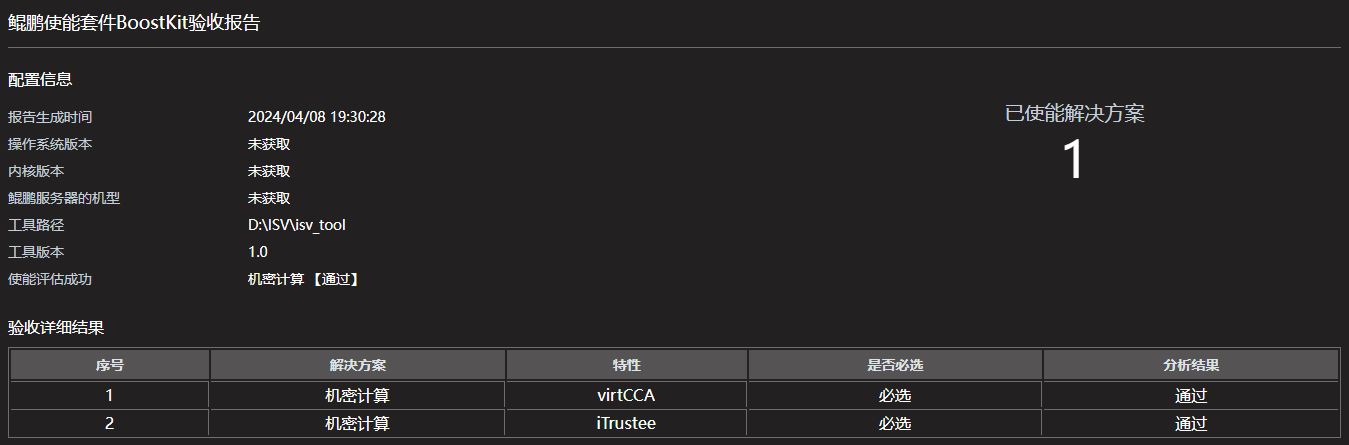 鲲鹏使能套件BoostKit验收报告
配置信息
报告生成时间 2024/04/08 19:30:28
操作系统版本 未获取
内核版本 未获取
鲲鹏服务器的机型 未获取
工具路径 D:\ISV\isv_tool
工具版本 1.0
使能评估成功 机密计算 【通过】
已使能解决方案
1
验收详细结果
序号 解决方案 特性 是否必选 分析结果
1 机密计算 virtCCA 必选 通过
2 机密计算 iTrustee 必选 通过